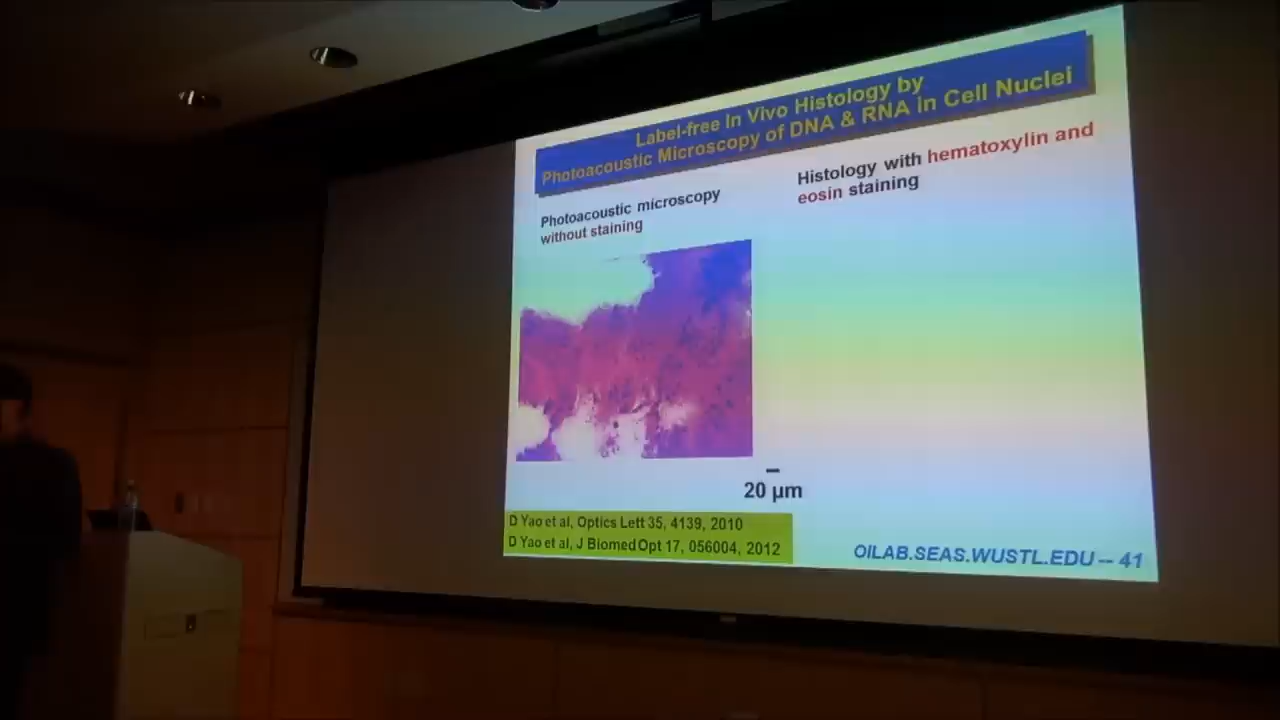 Label-free In Vivo Histology by
Photoacoustic Microscopy of DNA & RNA in Cell Nuclei
Photoacoustic microscopy
without staining
Histology with hematoxylin and
eosin staining
20 µm
D Yao et al, Optics Lett 35, 4139, 2010
D Yao et al, J Biomed Opt 17, 056004, 2012
OILAB.SEAS.WUSTL.EDU -- 41